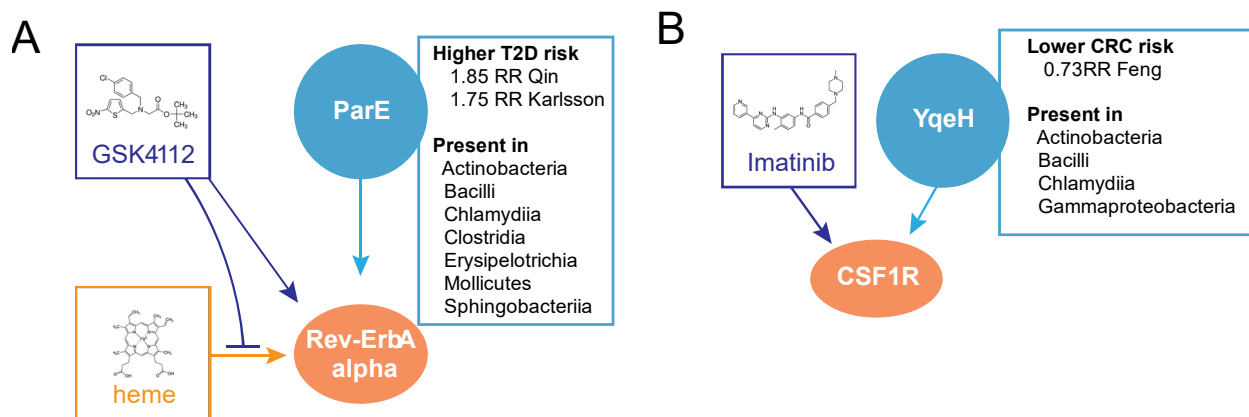 A
GSK4112
heme
ParE
Rev-ErbA
alpha
Higher T2D risk
1.85 RR Qin
1.75 RR Karlsson
Present in
Actinobacteria
Bacilli
Chlamydiia
Clostridia
Erysipelotrichia
Mollicutes
Sphingobacteriia
B
Imatinib
YqeH
CSF1R
Lower CRC risk
0.73RR Feng
Present in
Actinobacteria
Bacilli
Chlamydiia
Gammaproteobacteria